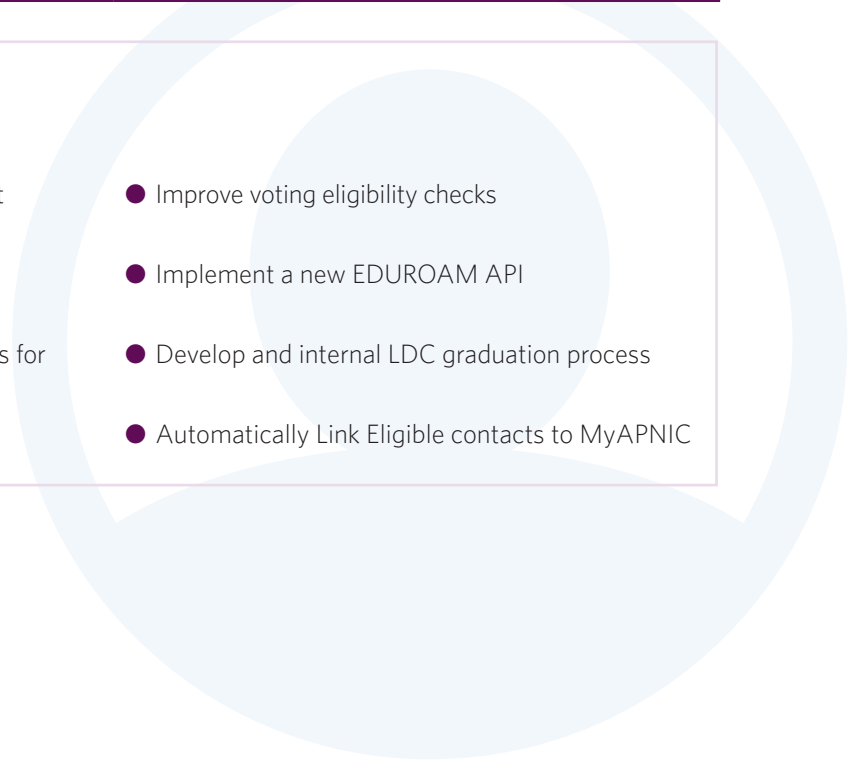 t
Improve voting eligibility checks
Implement a new EDUROAM API
s for
Develop and internal LDC graduation process
Automatically Link Eligible contacts to MyAPNIC